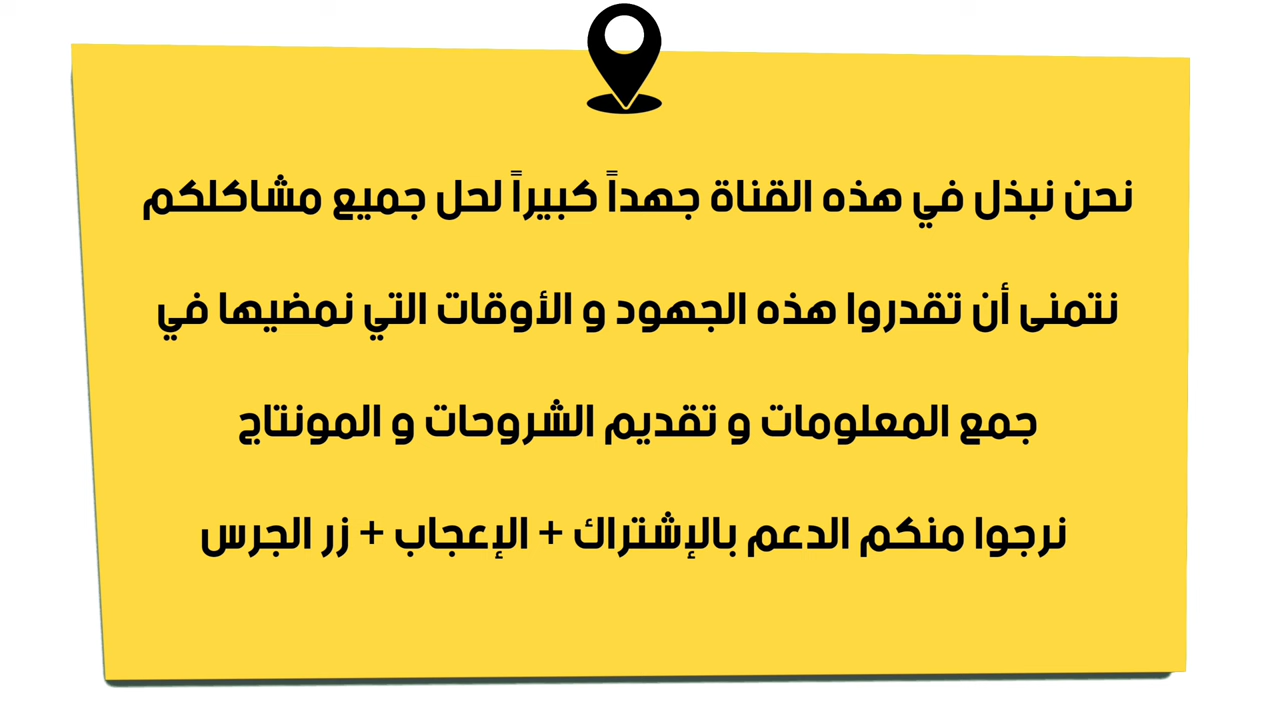 نحن نبذل في هذه القناة جهداً كبيراً لحل جميع مشاكلكم
نتمنى أن تقدروا هذه الجهود و الأوقات التي نمضيها في
جمع المعلومات و تقديم الشروحات و المونتاج
نرجوا منكم الدعم بالإشتراك + الإعجاب + زر الجرس